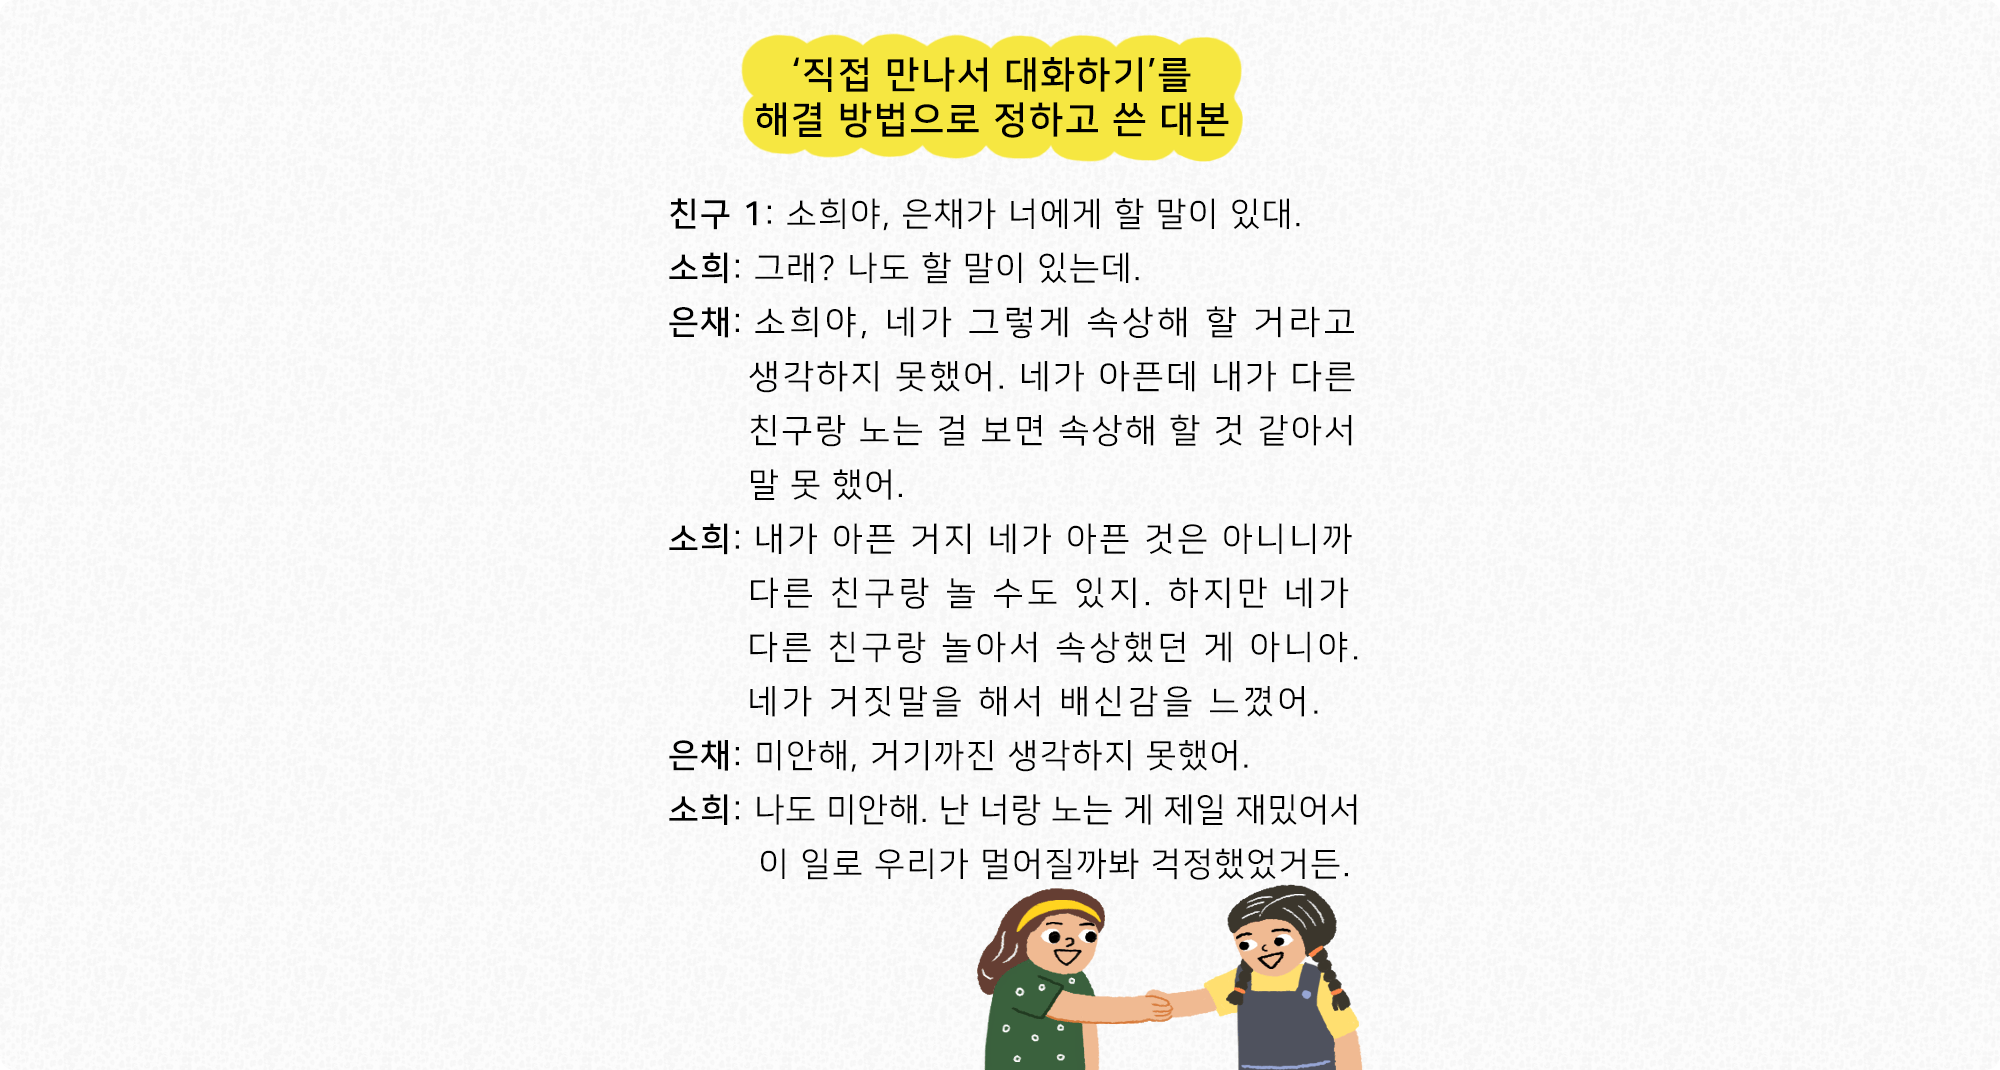 ‘직접 만나서 대화하기’를
해결 방법으로 정하고 쓴 대본
친구 1: 소희야, 은채가 너에게 할 말이 있대.
소희: 그래? 나도 할 말이 있는데.
은채: 소희야, 네가 그렇게 속상해 할 거라고
생각하지 못했어. 네가 아픈데 내가 다른
친구랑 노는 걸 보면 속상해 할 것 같아서
말 못 했어.
소희: 내가 아픈 거지 네가 아픈 것은 아니니까
다른 친구랑 놀 수도 있지. 하지만 네가
다른 친구랑 놀아서 속상했던 게 아니야.
네가 거짓말을 해서 배신감을 느꼈어.
은채: 미안해, 거기까진 생각하지 못했어.
소희: 나도 미안해. 난 너랑 노는 게 제일 재밌어서
이 일로 우리가 멀어질까봐 걱정했었거든.